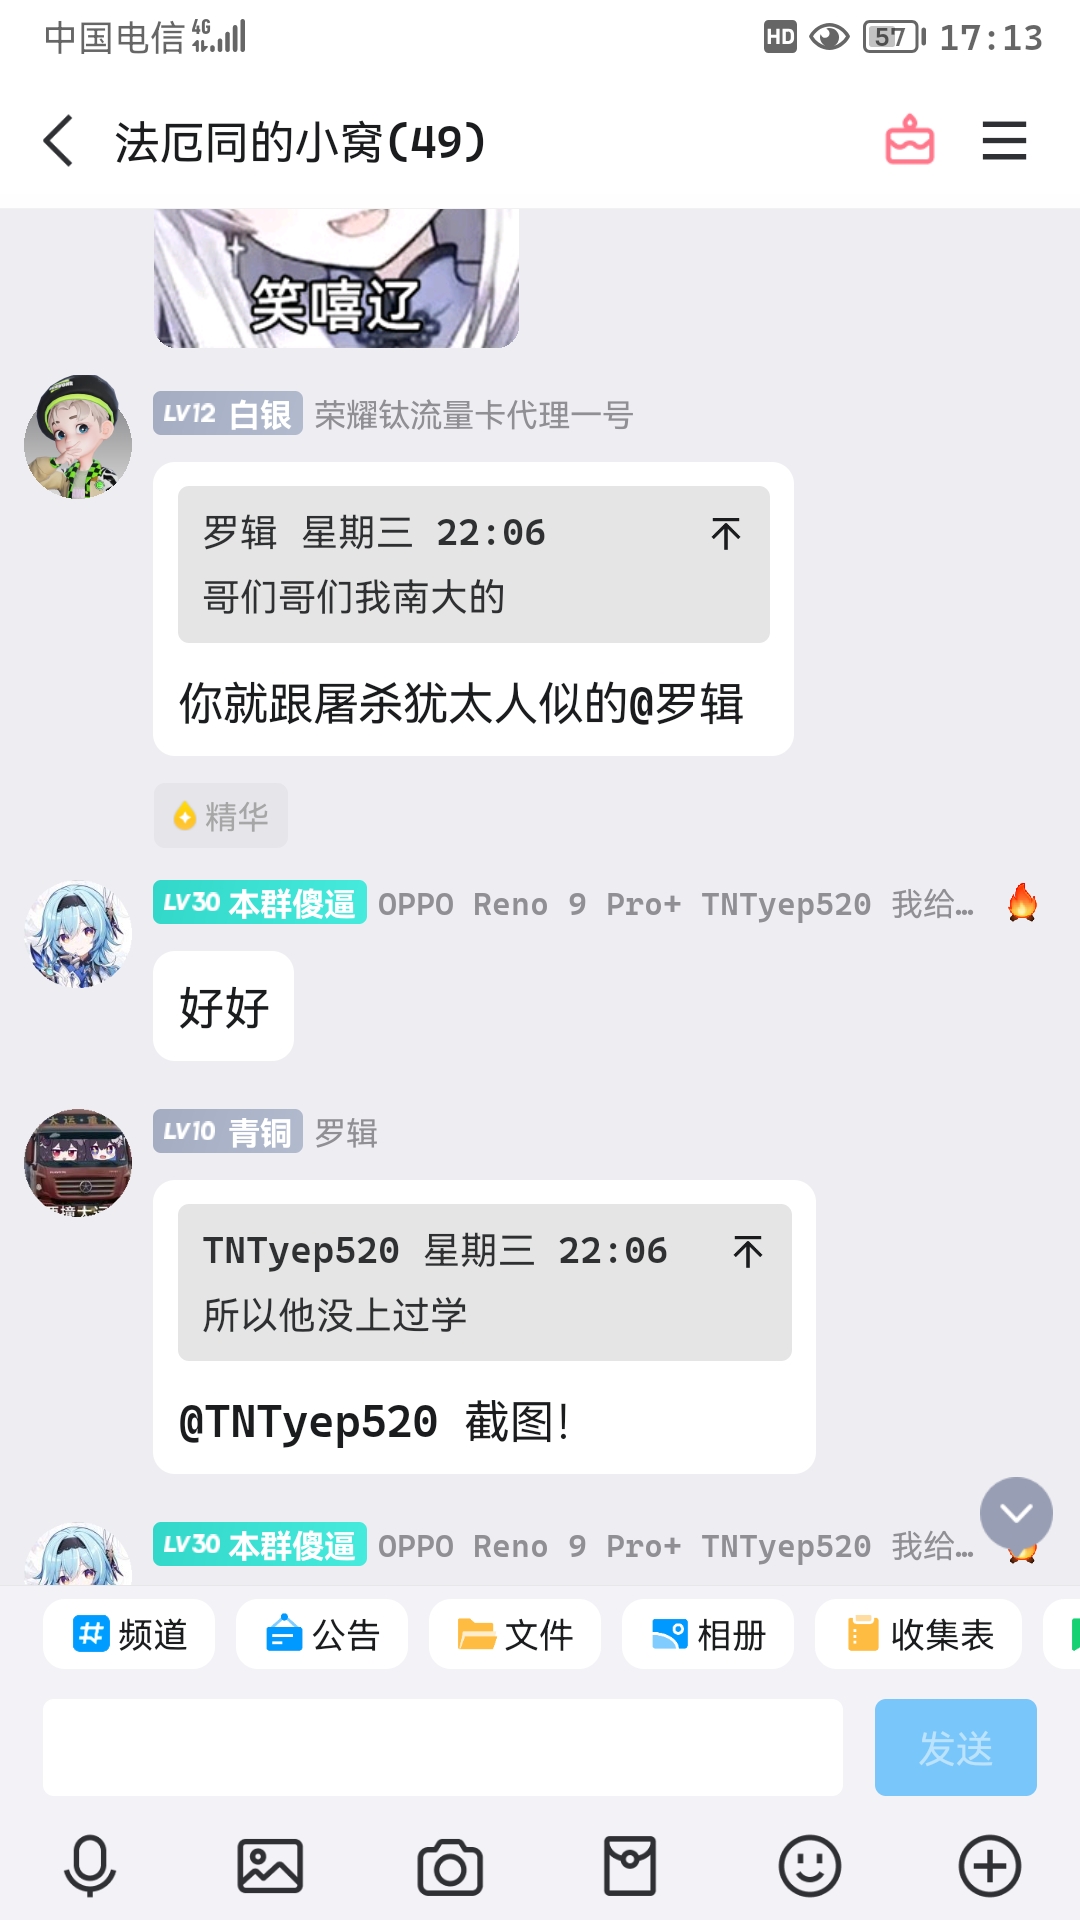 中国电信 4G HD 57 17:13
法厄同的小窝(49)
笑嘻辽
LV12 白银 荣耀钛流量卡代理一号
罗辑 星期三 22:06
哥们哥们我南大的
你就跟屠杀犹太人似的@罗辑
精华
LV30 本群傻逼 OPPO Reno 9 Pro+ TNTyep520 我给…
好好
LV10 青铜 罗辑
TNTyep520 星期三 22:06
所以他没上过学
@TNTyep520 截图！
LV30 本群傻逼 OPPO Reno 9 Pro+ TNTyep520 我给…
频道 公告 文件 相册 收集表
发送